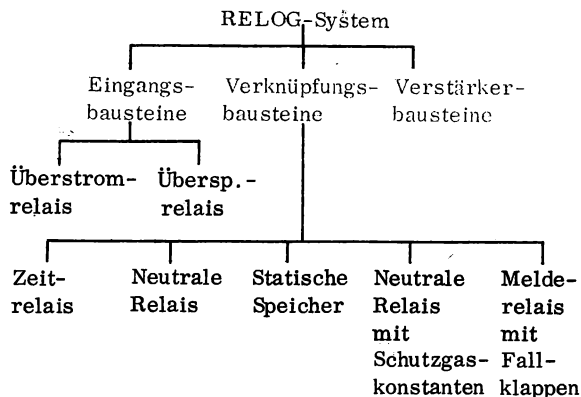 RELOG-System
Eingangs-
bausteine
Verknüpfungs-
bausteine
Verstärker-
bausteine
Überstrom-
relais
Übersp.-
relais
Zeit-
relais
Neutrale
Relais
Statische
Speicher
Neutrale
Relais
mit
Schutzgas-
konstanten
Melde-
relais
mit
Fall-
klappen